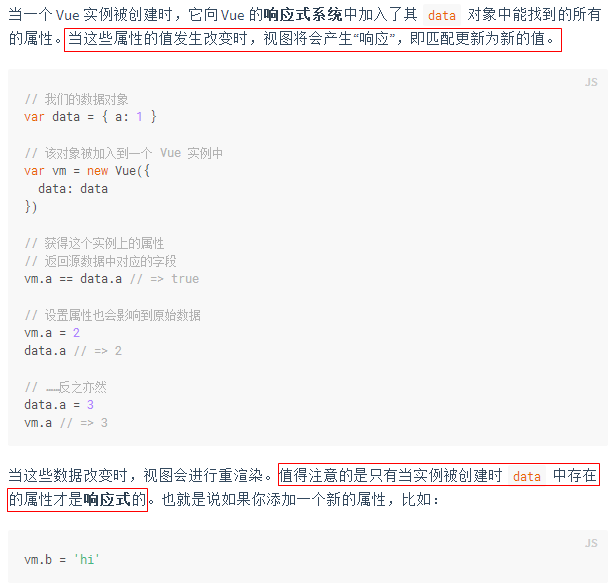 当一个 Vue 实例被创建时，它向 Vue 的响应式系统中加入了其 data 对象中能找到的所有
的属性。当这些属性的值发生改变时，视图将会产生“响应”，即匹配更新为新的值。
JS
// 我们的数据对象
var data = { a: 1 }
// 该对象被加入到一个 Vue 实例中
var vm = new Vue({
data: data
})
// 获得这个实例上的属性
// 返回源数据中对应的字段
vm.a == data.a // => true
// 设置属性也会影响到原始数据
vm.a = 2
data.a // => 2
// ……反之亦然
data.a = 3
vm.a // => 3
当这些数据改变时，视图会进行重渲染。值得注意的是只有当实例被创建时 data 中存在
的属性才是响应式的。也就是说如果你添加一个新的属性，比如：
JS
vm.b = 'hi'